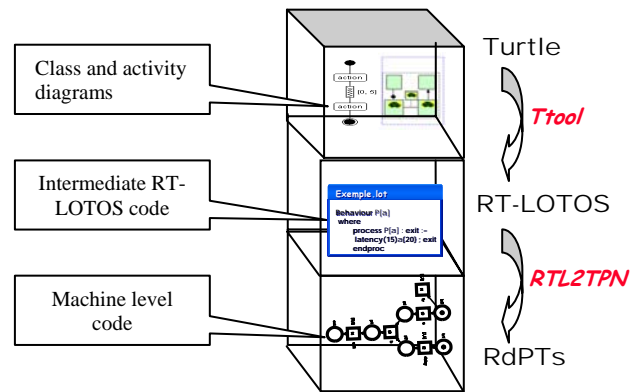 Class and activity
diagrams
action
[0, 5]
action
Turtle
Ttool
Intermediate RT-
LOTOS code
Exemple.lot
Behaviour P[a]
where
process P[a] : exit :-
latency(15)a{20} ; exit
endproc
RT-LOTOS
RTL2TPN
Machine level
code
RdPTs